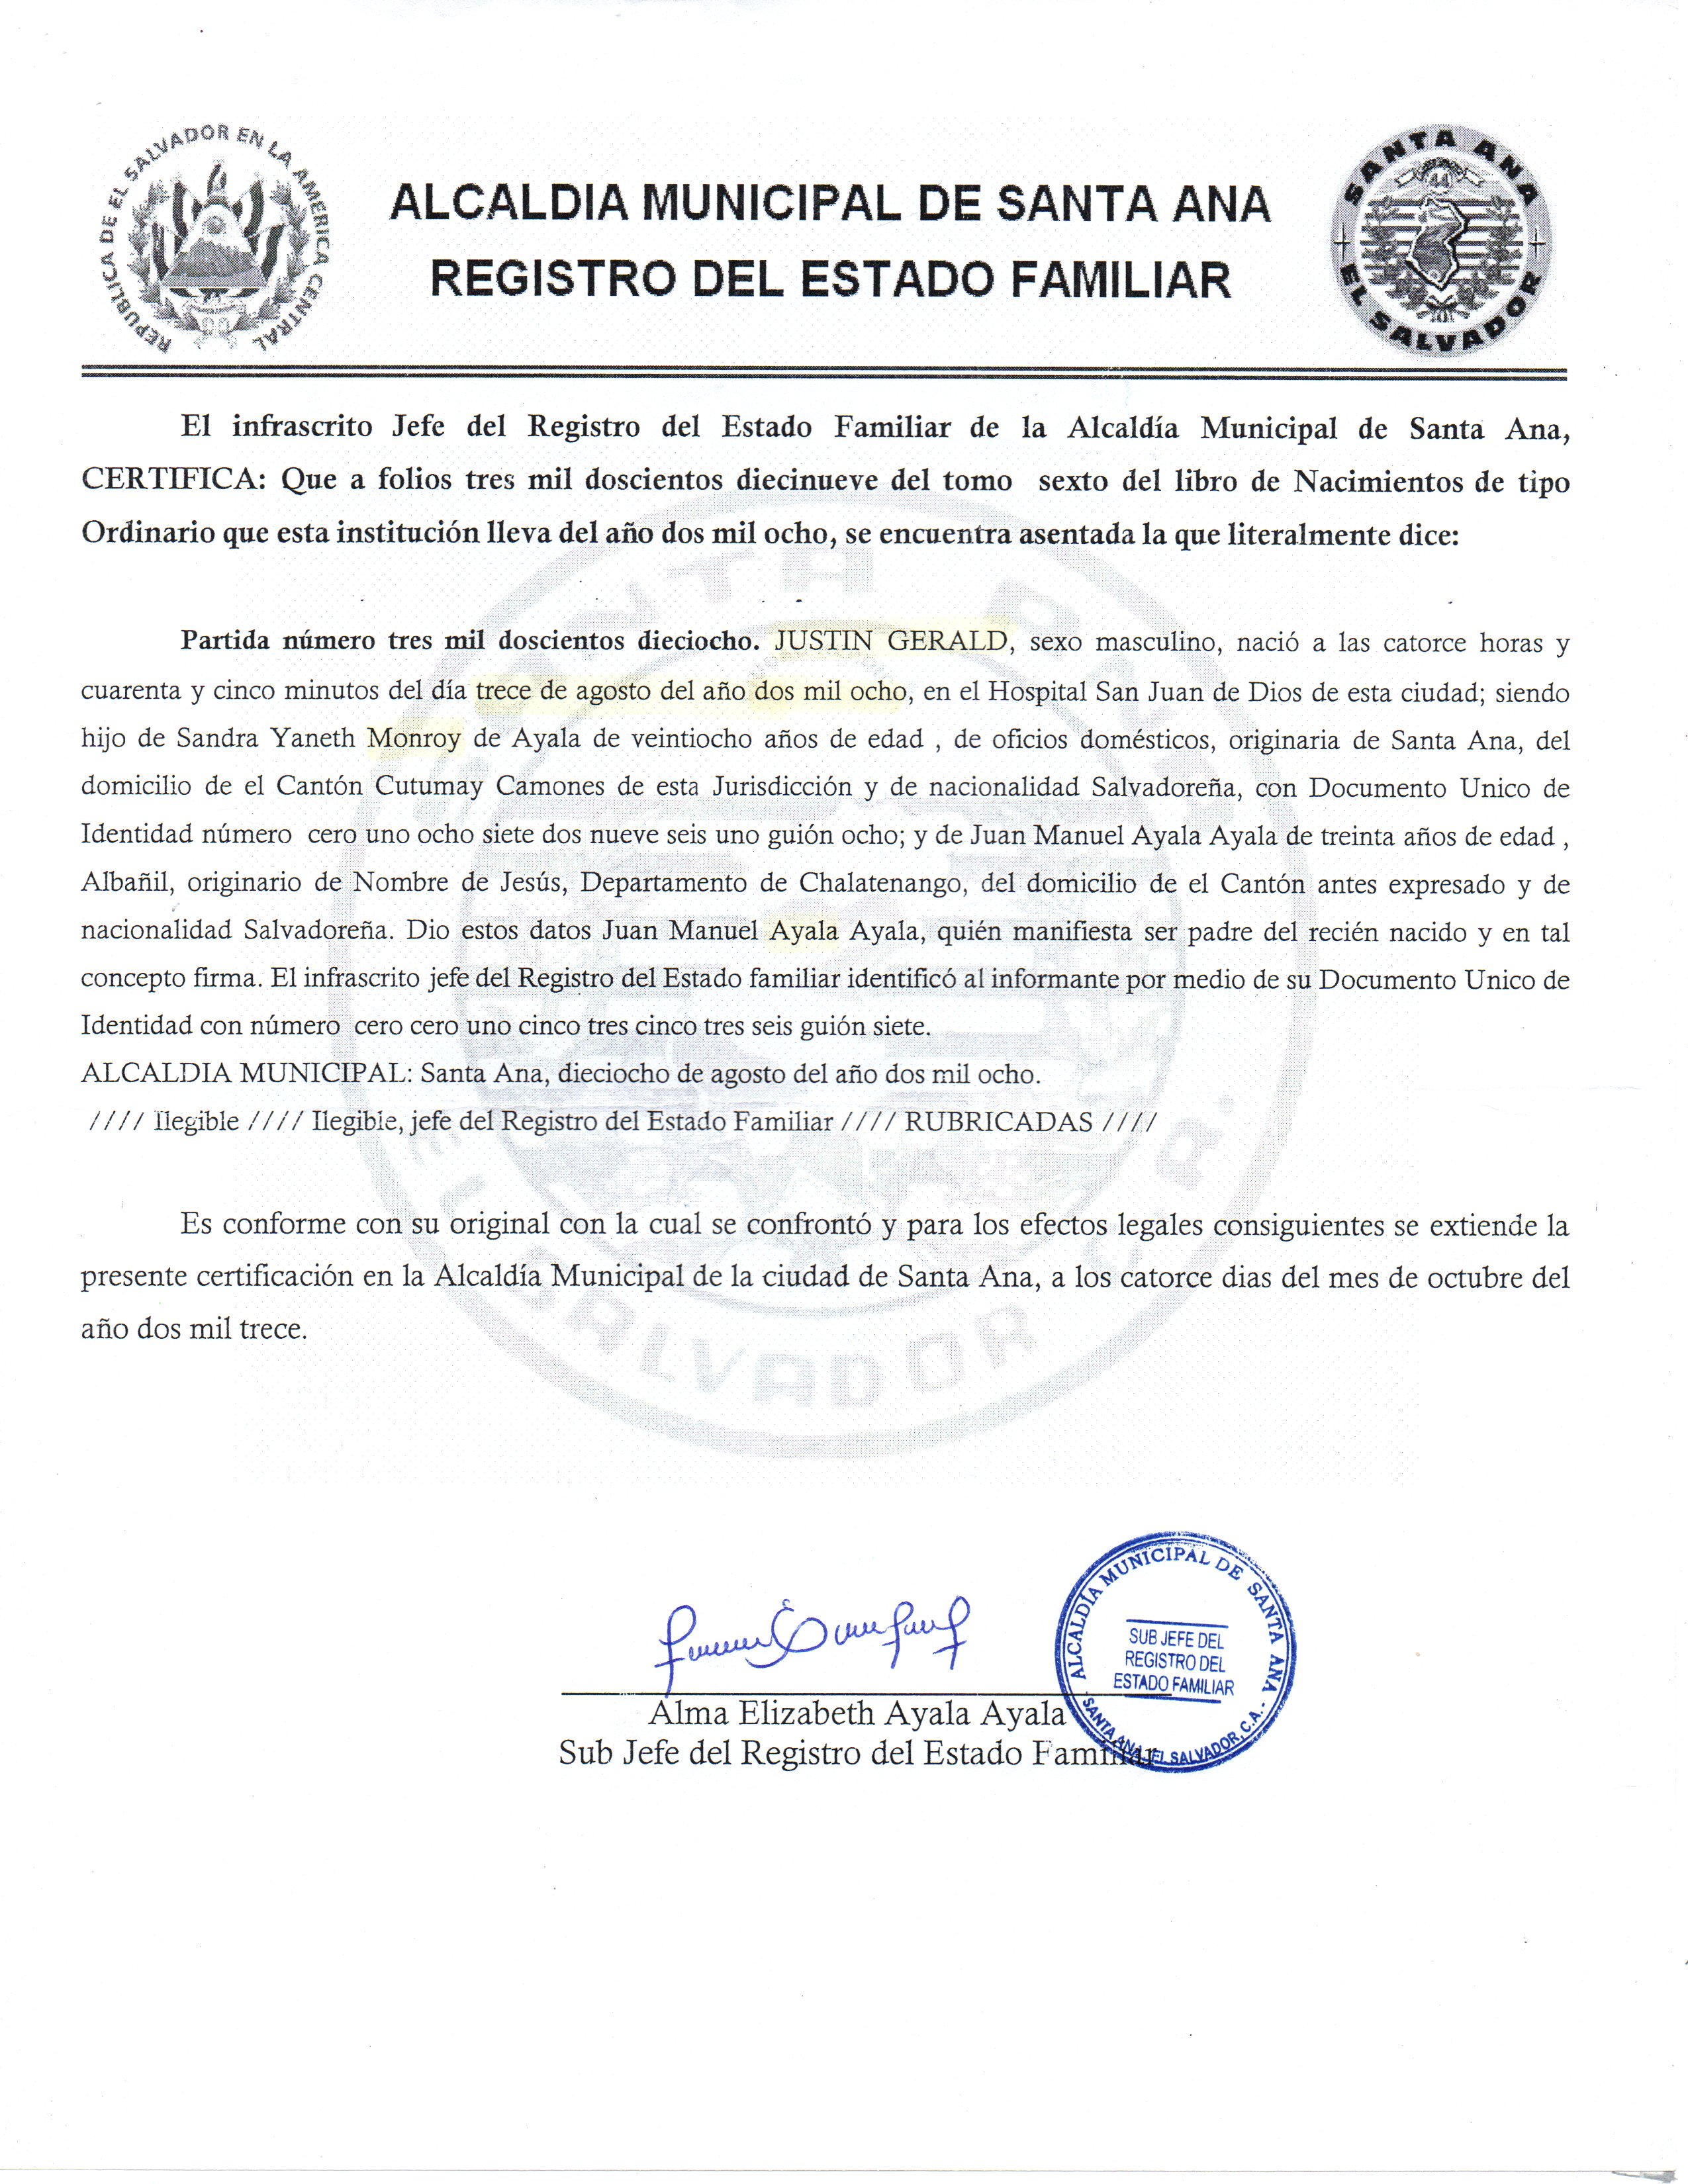 REPUBLICA DE EL SALVADOR EN LA AMERICA CENTRAL
SANTA ANA
44
EL SALVADOR
ALCALDIA MUNICIPAL DE SANTA ANA
REGISTRO DEL ESTADO FAMILIAR
El infrascrito Jefe del Registro del Estado Familiar de la Alcaldía Municipal de Santa Ana,
CERTIFICA: Que a folios tres mil doscientos diecinueve del tomo sexto del libro de Nacimientos de tipo
Ordinario que esta institución lleva del año dos mil ocho, se encuentra asentada la que literalmente dice:
Partida número tres mil doscientos dieciocho. JUSTIN GERALD, sexo masculino, nació a las catorce horas y
cuarenta y cinco minutos del día trece de agosto del año dos mil ocho, en el Hospital San Juan de Dios de esta ciudad; siendo
hijo de Sandra Yaneth Monroy de Ayala de veintiocho años de edad , de oficios domésticos, originaria de Santa Ana, del
domicilio de el Cantón Cutumay Camones de esta Jurisdicción y de nacionalidad Salvadoreña, con Documento Unico de
Identidad número cero uno ocho siete dos nueve seis uno guión ocho; y de Juan Manuel Ayala Ayala de treinta años de edad ,
Albañil, originario de Nombre de Jesús, Departamento de Chalatenango, del domicilio de el Cantón antes expresado y de
nacionalidad Salvadoreña. Dio estos datos Juan Manuel Ayala Ayala, quién manifiesta ser padre del recién nacido y en tal
concepto firma. El infrascrito jefe del Registro del Estado familiar identificó al informante por medio de su Documento Unico de
Identidad con número cero cero uno cinco tres cinco tres seis guión siete.
ALCALDIA MUNICIPAL: Santa Ana, dieciocho de agosto del año dos mil ocho.
//// Ilegible //// Ilegible, jefe del Registro del Estado Familiar //// RUBRICADAS ////
Es conforme con su original con la cual se confrontó y para los efectos legales consiguientes se extiende la
presente certificación en la Alcaldía Municipal de la ciudad de Santa Ana, a los catorce dias del mes de octubre del
año dos mil trece.
ALCALDÍA MUNICIPAL DE SANTA ANA
SUB JEFE DEL
REGISTRO DEL
ESTADO FAMILIAR
SANTA ANA, EL SALVADOR, C.A.
Alma Elizabeth Ayala Ayala
Sub Jefe del Registro del Estado Familiar